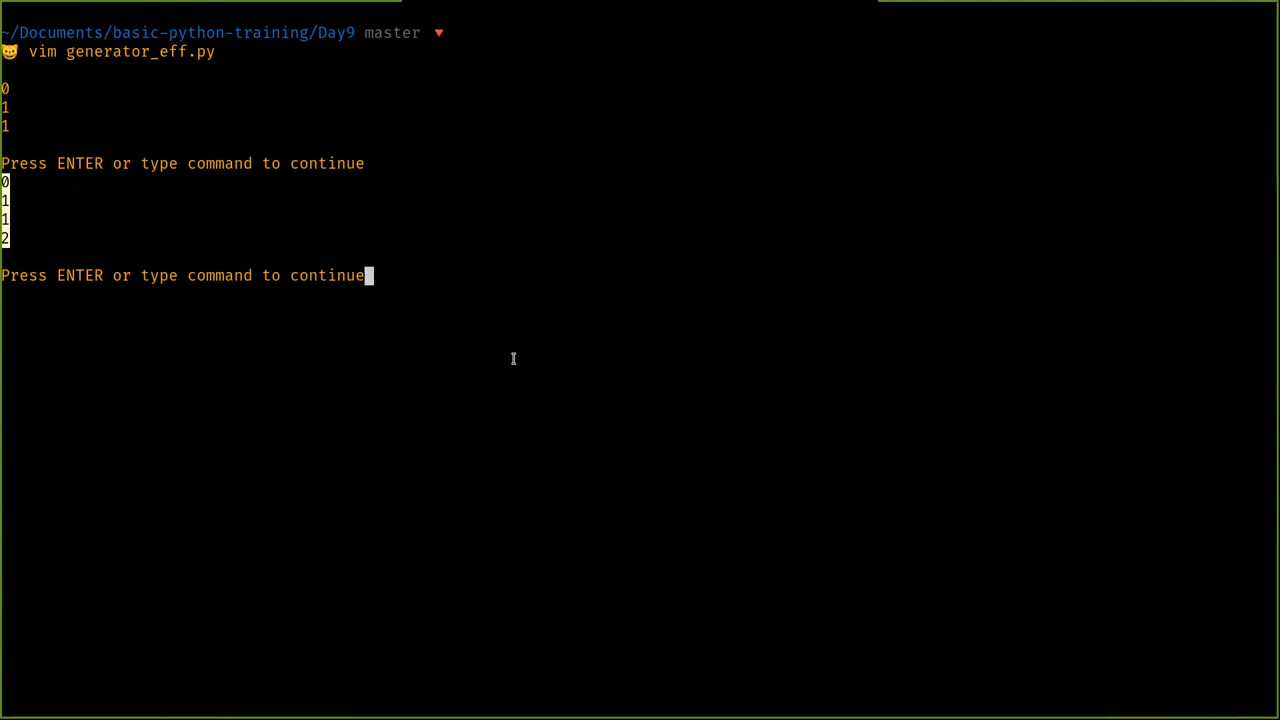 ~/Documents/basic-python-training/Day9 master 🔻
😺 vim generator_eff.py
0
1
1
Press ENTER or type command to continue
0
1
1
2
Press ENTER or type command to continue